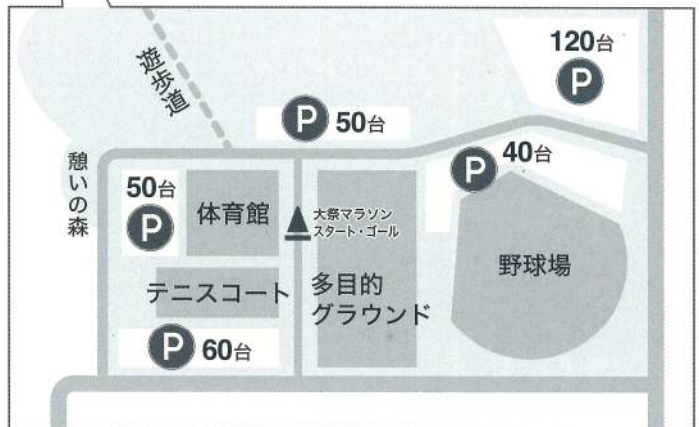 120台
P
遊歩道
P 50台
40台
P
憩いの森
50台
P
体育館
大祭マラソン
スタート・ゴール
野球場
テニスコート
多目的
グラウンド
P 60台